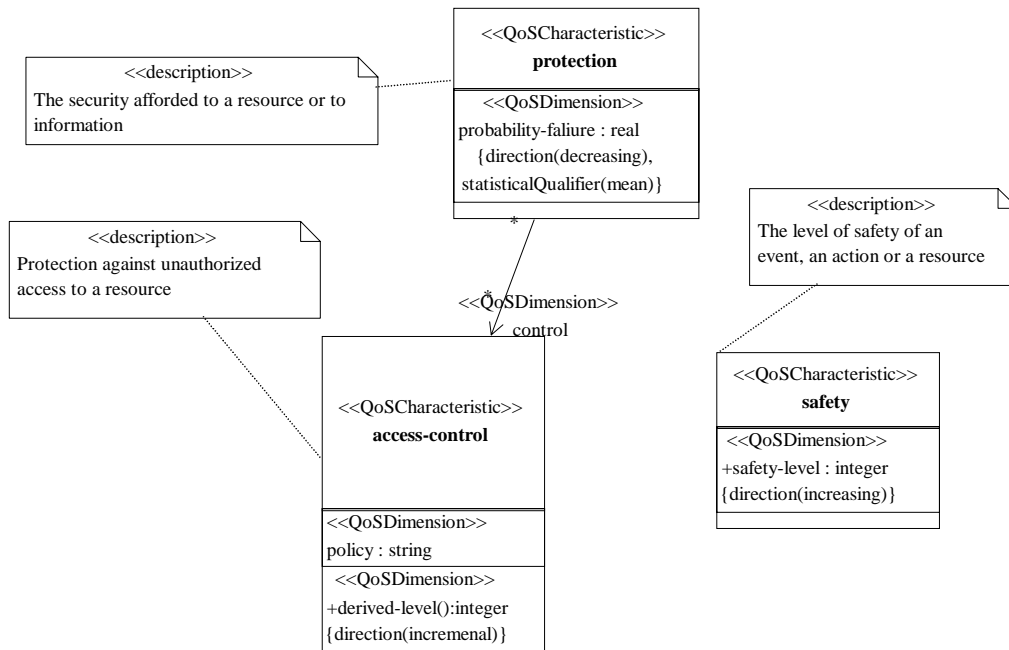 <<QoSCharacteristic>>
protection
<<description>>
The security afforded to a resource or to
information
<<QoSDimension>>
probability-faliure : real
{direction(decreasing),
statisticalQualifier(mean)}
*
<<description>>
The level of safety of an
event, an action or a resource
<<description>>
Protection against unauthorized
access to a resource
*
<<QoSDimension>>
control
<<QoSCharacteristic>>
access-control
<<QoSDimension>>
policy : string
<<QoSDimension>>
+derived-level():integer
{direction(incremenal)}
<<QoSCharacteristic>>
safety
<<QoSDimension>>
+safety-level : integer
{direction(increasing)}